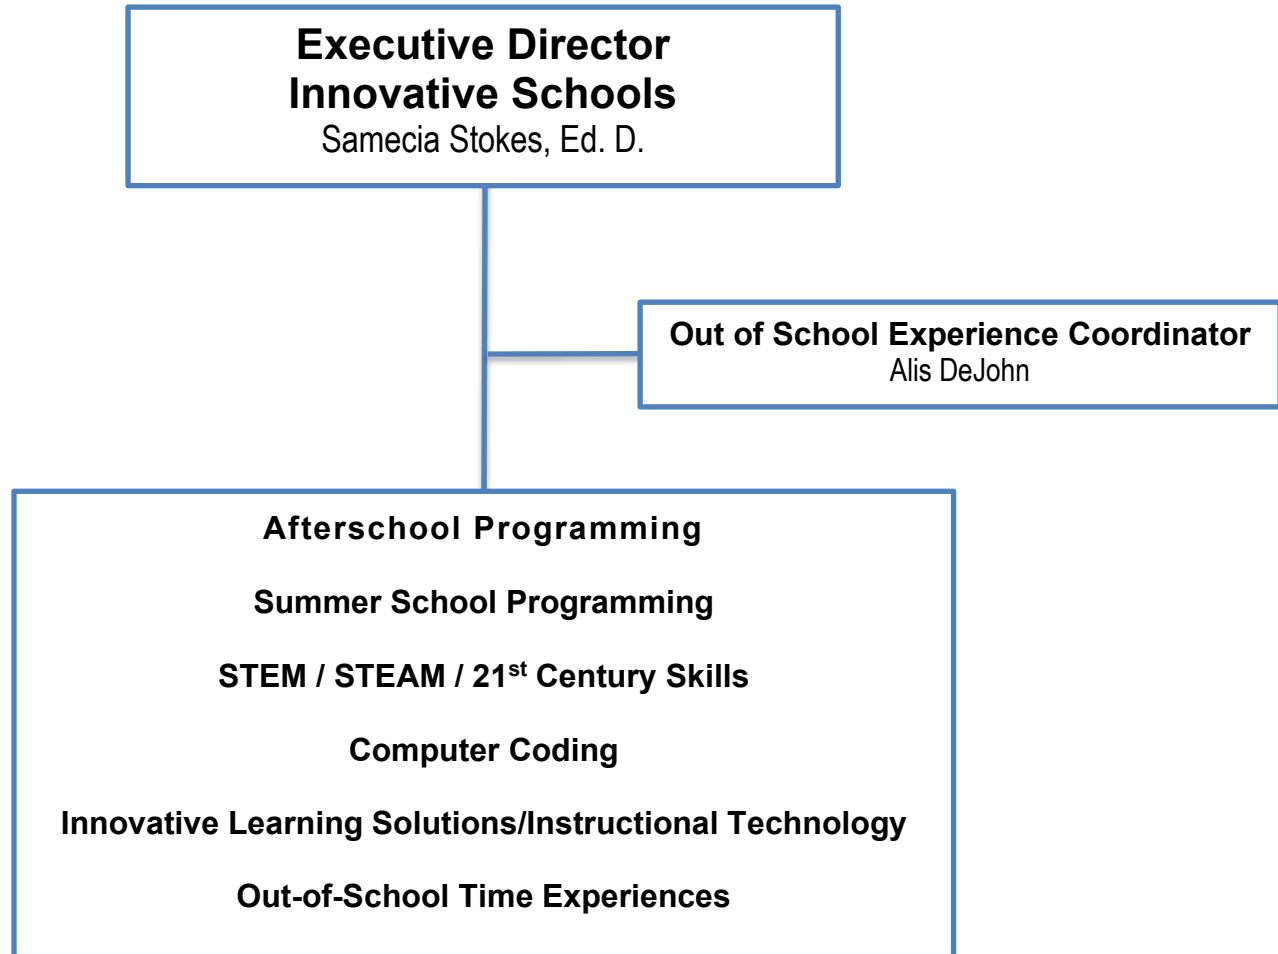 Executive Director
Innovative Schools
Samecia Stokes, Ed. D.
Out of School Experience Coordinator
Alis DeJohn
Afterschool Programming
Summer School Programming
STEM / STEAM / 21st Century Skills
Computer Coding
Innovative Learning Solutions/Instructional Technology
Out-of-School Time Experiences